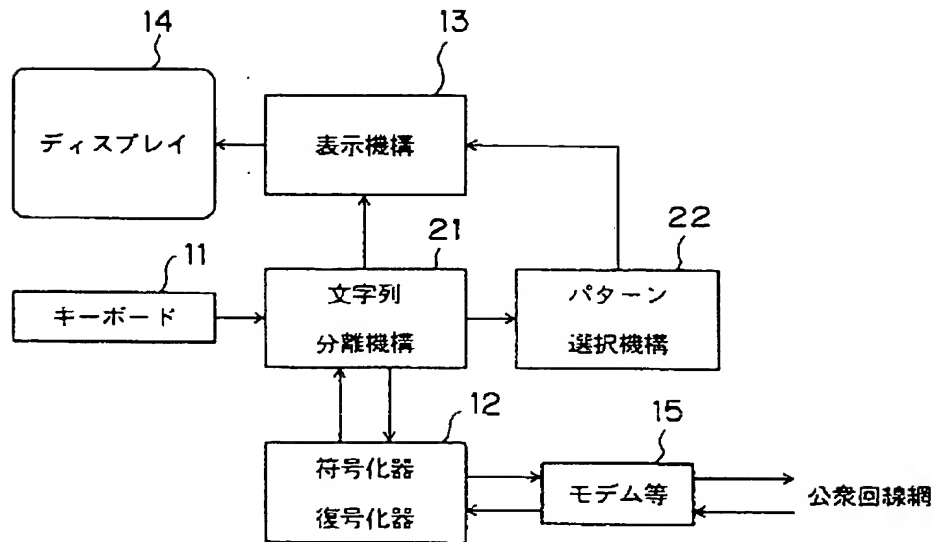 14
13
ディスプレイ
表示機構
21
22
11
キーボード
文字列
分離機構
パターン
選択機構
12
15
符号化器
復号化器
モデム等
公衆回線網